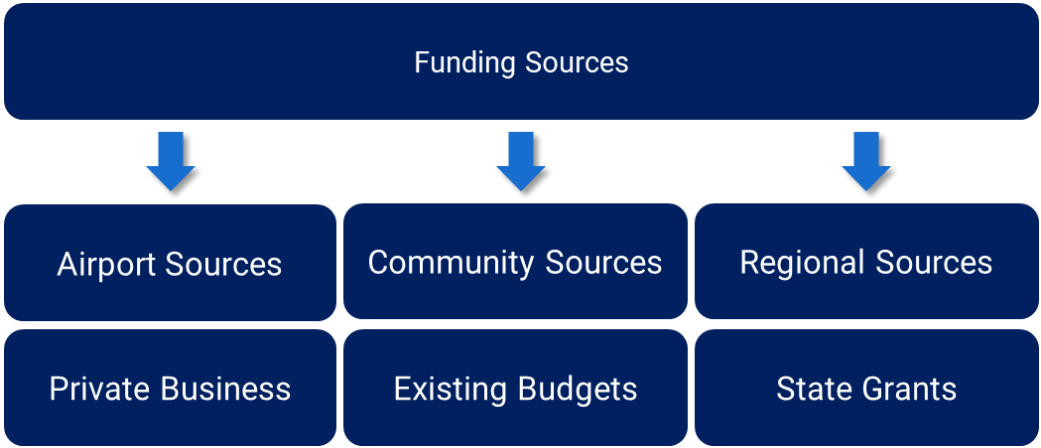 Funding Sources
Airport Sources
Community Sources
Regional Sources
Private Business
Existing Budgets
State Grants